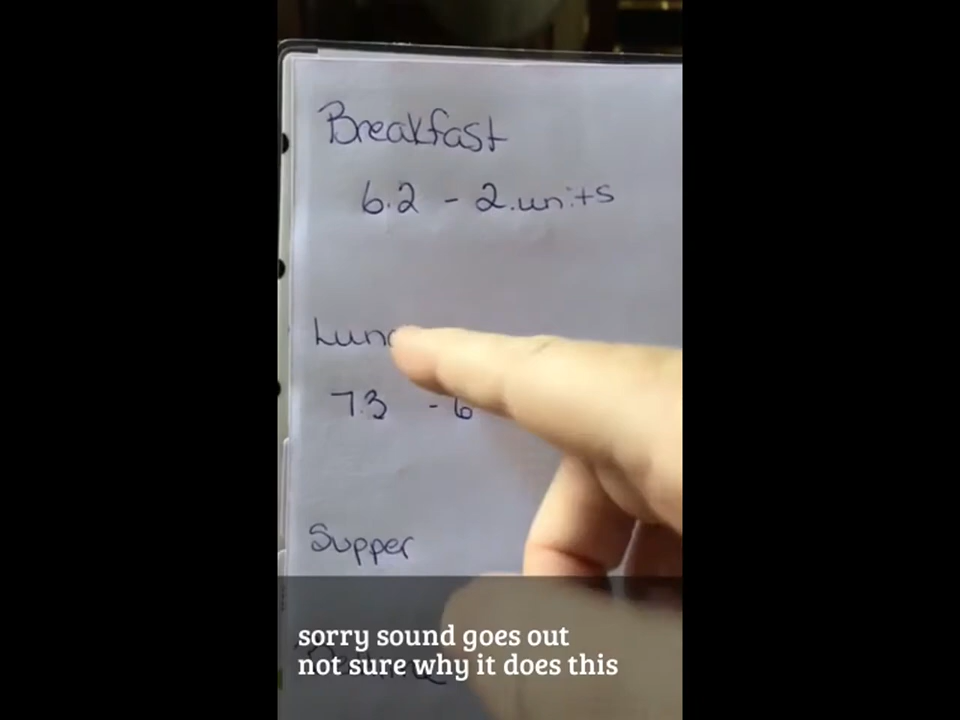 Breakfast
6.2 - 2 units
7.3 - 6
Supper
sorry sound goes out
not sure why it does this